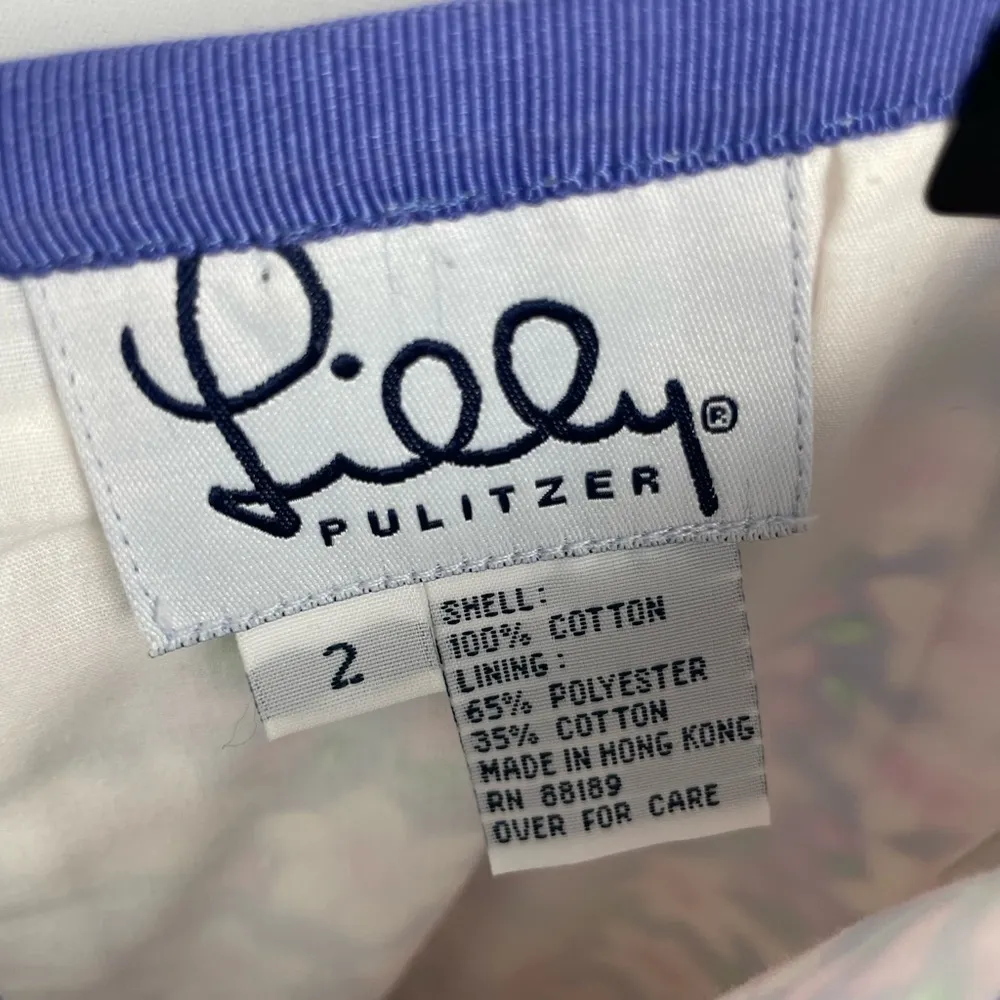 Lilly®
PULITZER
2
SHELL:
100% COTTON
LINING:
65% POLYESTER
35% COTTON
MADE IN HONG KONG
RN 88189
OVER FOR CARE